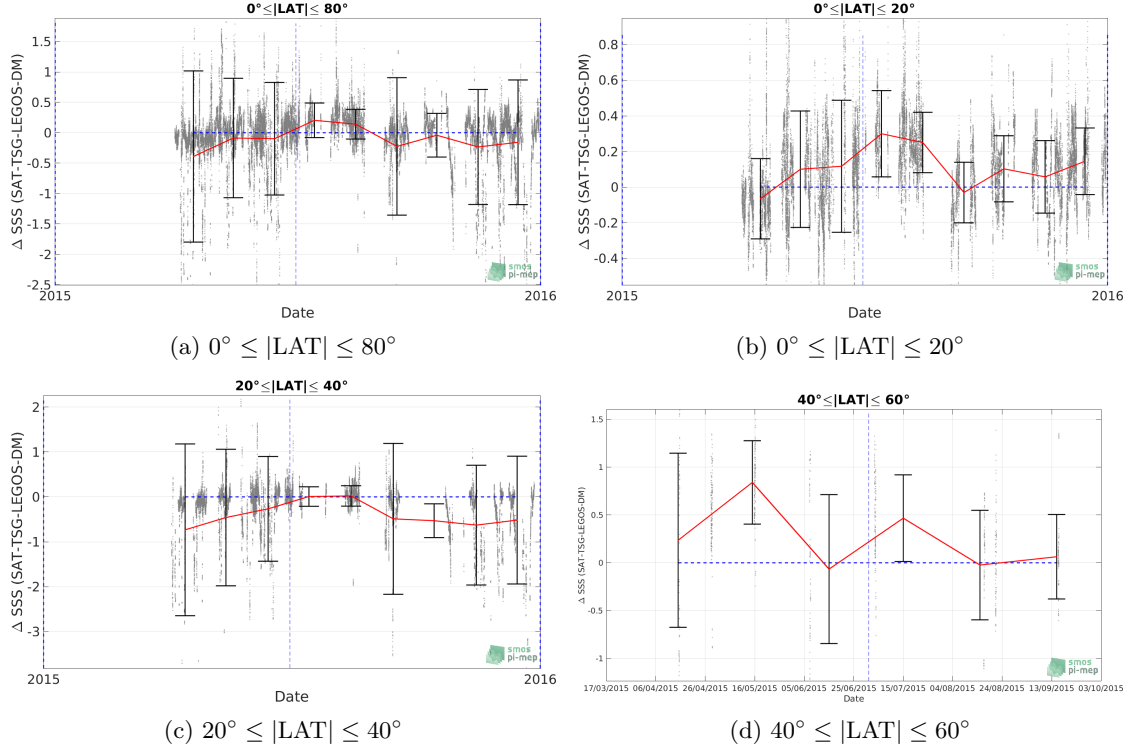 0°≤|LAT|≤ 80°
Δ SSS (SAT-TSG-LEGOS-DM)
1.5
1
0.5
0
-0.5
-1
-1.5
-2
-2.5
2015
2016
Date
smos
pi-mep
(a) 0° ≤ |LAT| ≤ 80°
0°≤|LAT|≤ 20°
Δ SSS (SAT-TSG-LEGOS-DM)
0.8
0.6
0.4
0.2
0
-0.2
-0.4
2015
2016
Date
smos
pi-mep
(b) 0° ≤ |LAT| ≤ 20°
20°≤|LAT|≤ 40°
Δ SSS (SAT-TSG-LEGOS-DM)
2
1
0
-1
-2
-3
2015
2016
Date
smos
pi-mep
(c) 20° ≤ |LAT| ≤ 40°
40°≤|LAT|≤ 60°
Δ SSS (SAT-TSG-LEGOS-DM)
1.5
1
0.5
0
-0.5
-1
17/03/2015 06/04/2015 26/04/2015 16/05/2015 05/06/2015 25/06/2015 15/07/2015 04/08/2015 24/08/2015 13/09/2015 03/10/2015
Date
smos
pi-mep
(d) 40° ≤ |LAT| ≤ 60°